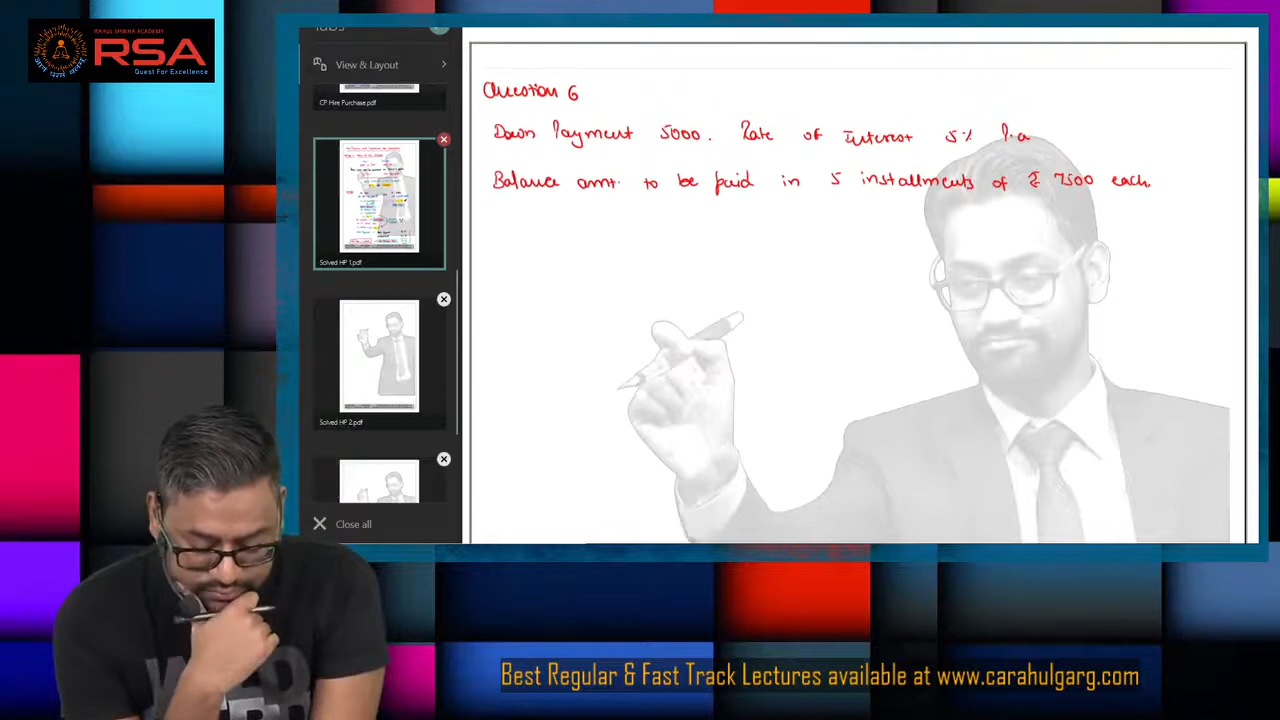 RAHUL SHIKHA ACADEMY
RSA
Quest For Excellence
View & Layout
CP Hire Purchase.pdf
Solved HP 1.pdf
Solved HP 2.pdf
Close all
Question 6
Down Payment 5000. Rate of Interest 5% P.a
Balance amt. to be paid in 5 installments of ₹ 7500 each.
Best Regular & Fast Track Lectures available at www.carahulgarg.com